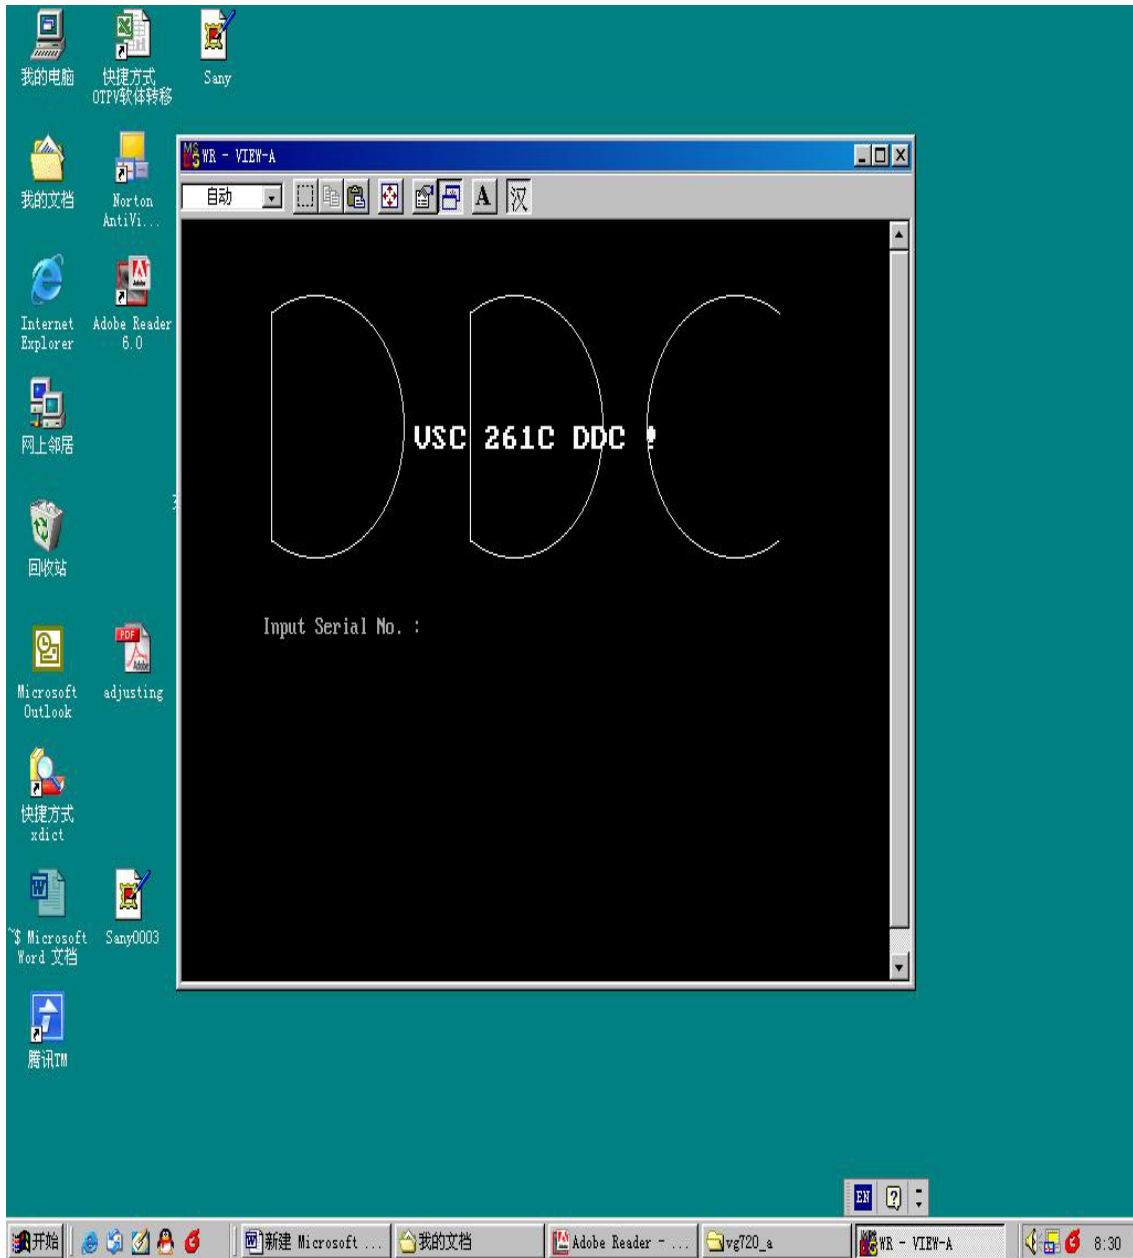 我的电脑
快捷方式
OTPV软体转移
Sany
我的文档
Norton
AntiVi...
Internet
Explorer
Adobe Reader
6.0
网上邻居
回收站
Microsoft
Outlook
adjusting
快捷方式
xdict
~$ Microsoft
Word 文档
Sany0003
腾讯TM
WR - VIEW-A
自动
A
汉
DDC
VSC 261C DDC !
Input Serial No. :
EN
开始
新建 Microsoft ...
我的文档
Adobe Reader - ...
vg720_a
WR - VIEW-A
8:30